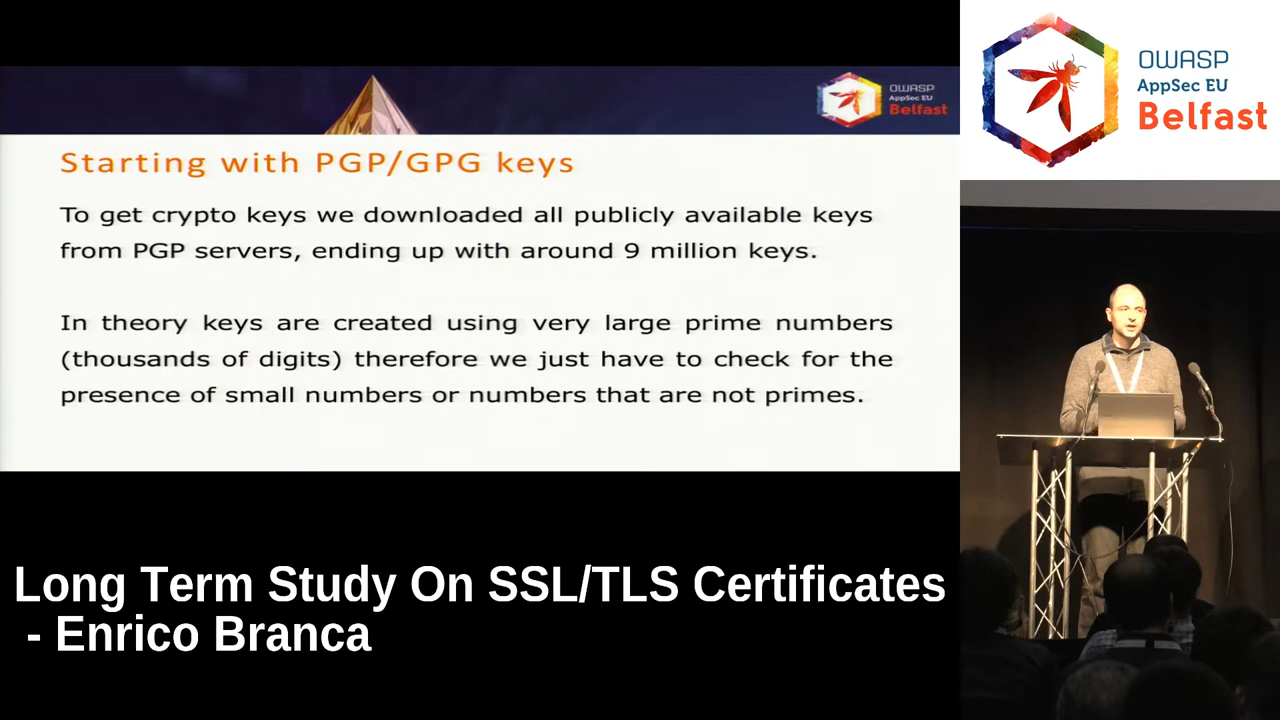 OWASP
AppSec EU
Belfast
OWASP
AppSec EU
Belfast
Starting with PGP/GPG keys
To get crypto keys we downloaded all publicly available keys
from PGP servers, ending up with around 9 million keys.
In theory keys are created using very large prime numbers
(thousands of digits) therefore we just have to check for the
presence of small numbers or numbers that are not primes.
Long Term Study On SSL/TLS Certificates
- Enrico Branca